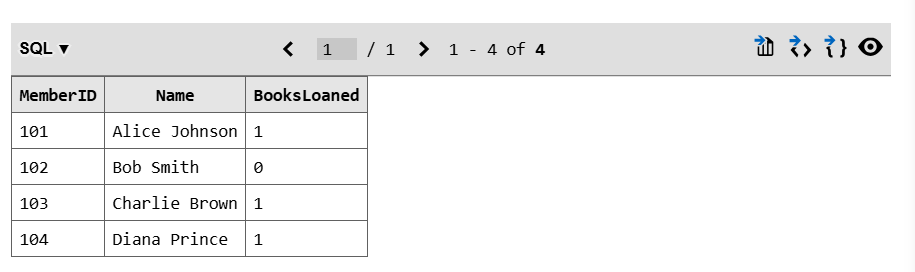 SQL ▼ 1 / 1 1 - 4 of 4
MemberID Name BooksLoaned
101 Alice Johnson 1
102 Bob Smith 0
103 Charlie Brown 1
104 Diana Prince 1